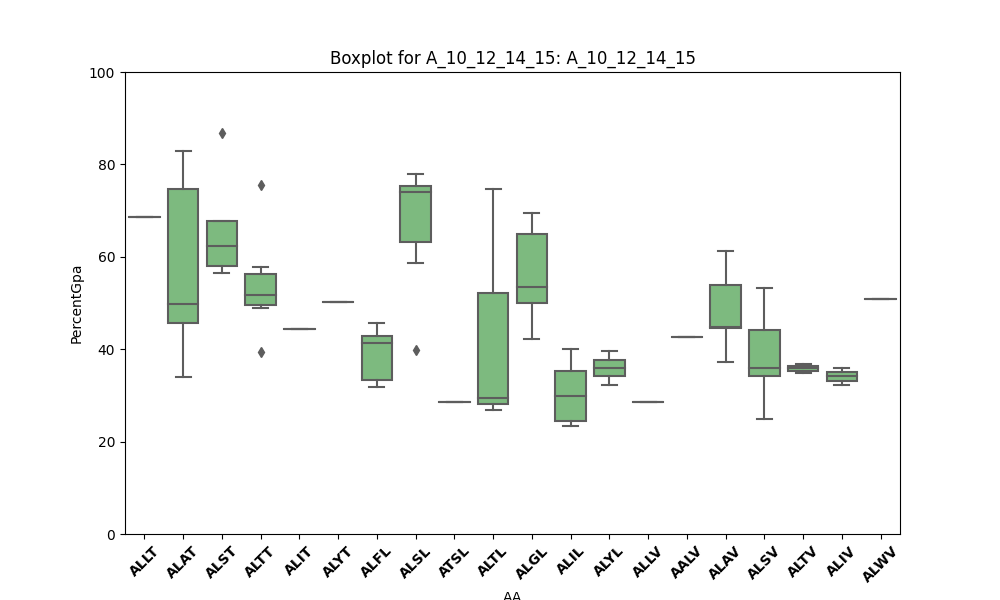 Boxplot for A_10_12_14_15: A_10_12_14_15
100
80
60
40
20
0
PercentGpa
ALLT ALAT ALST ALTT ALIT ALYT ALFL ALSL ATSL ALTL ALGL ALIL ALYL ALLV AALV ALAV ALSV ALTV ALIV ALWV
AA